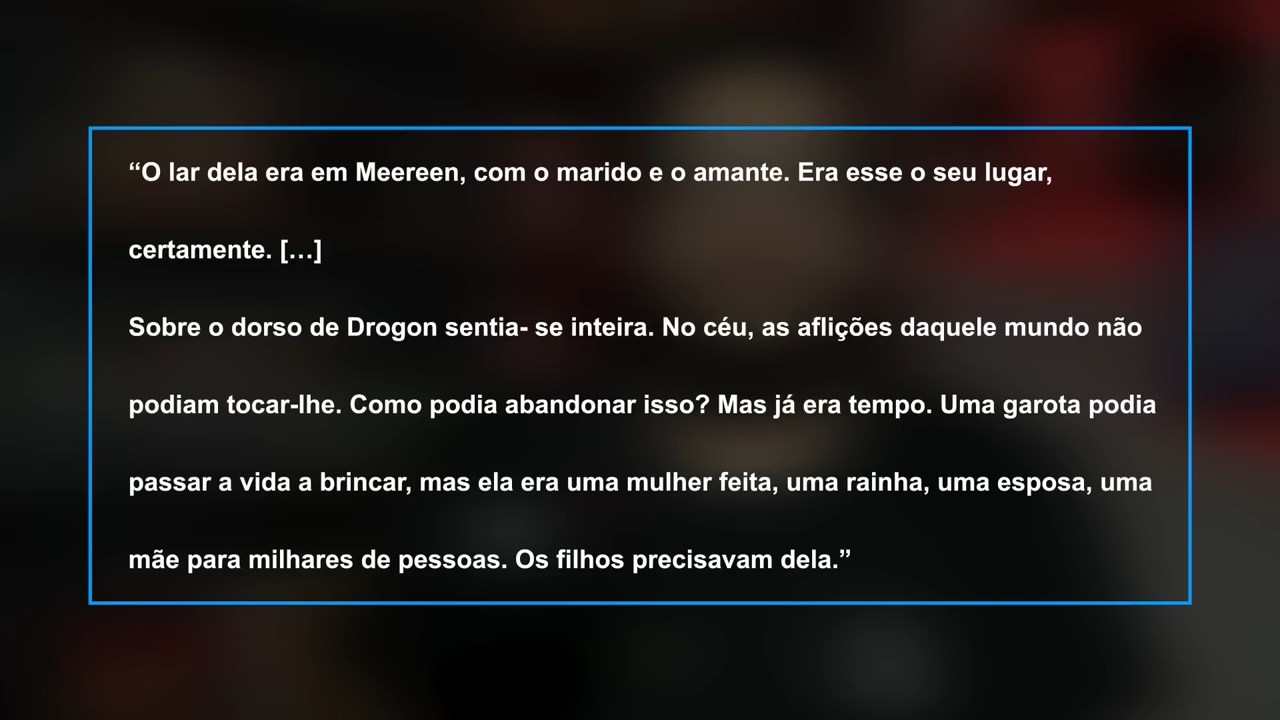 “O lar dela era em Meereen, com o marido e o amante. Era esse o seu lugar,
certamente. […]
Sobre o dorso de Drogon sentia- se inteira. No céu, as aflições daquele mundo não
podiam tocar-lhe. Como podia abandonar isso? Mas já era tempo. Uma garota podia
passar a vida a brincar, mas ela era uma mulher feita, uma rainha, uma esposa, uma
mãe para milhares de pessoas. Os filhos precisavam dela.”